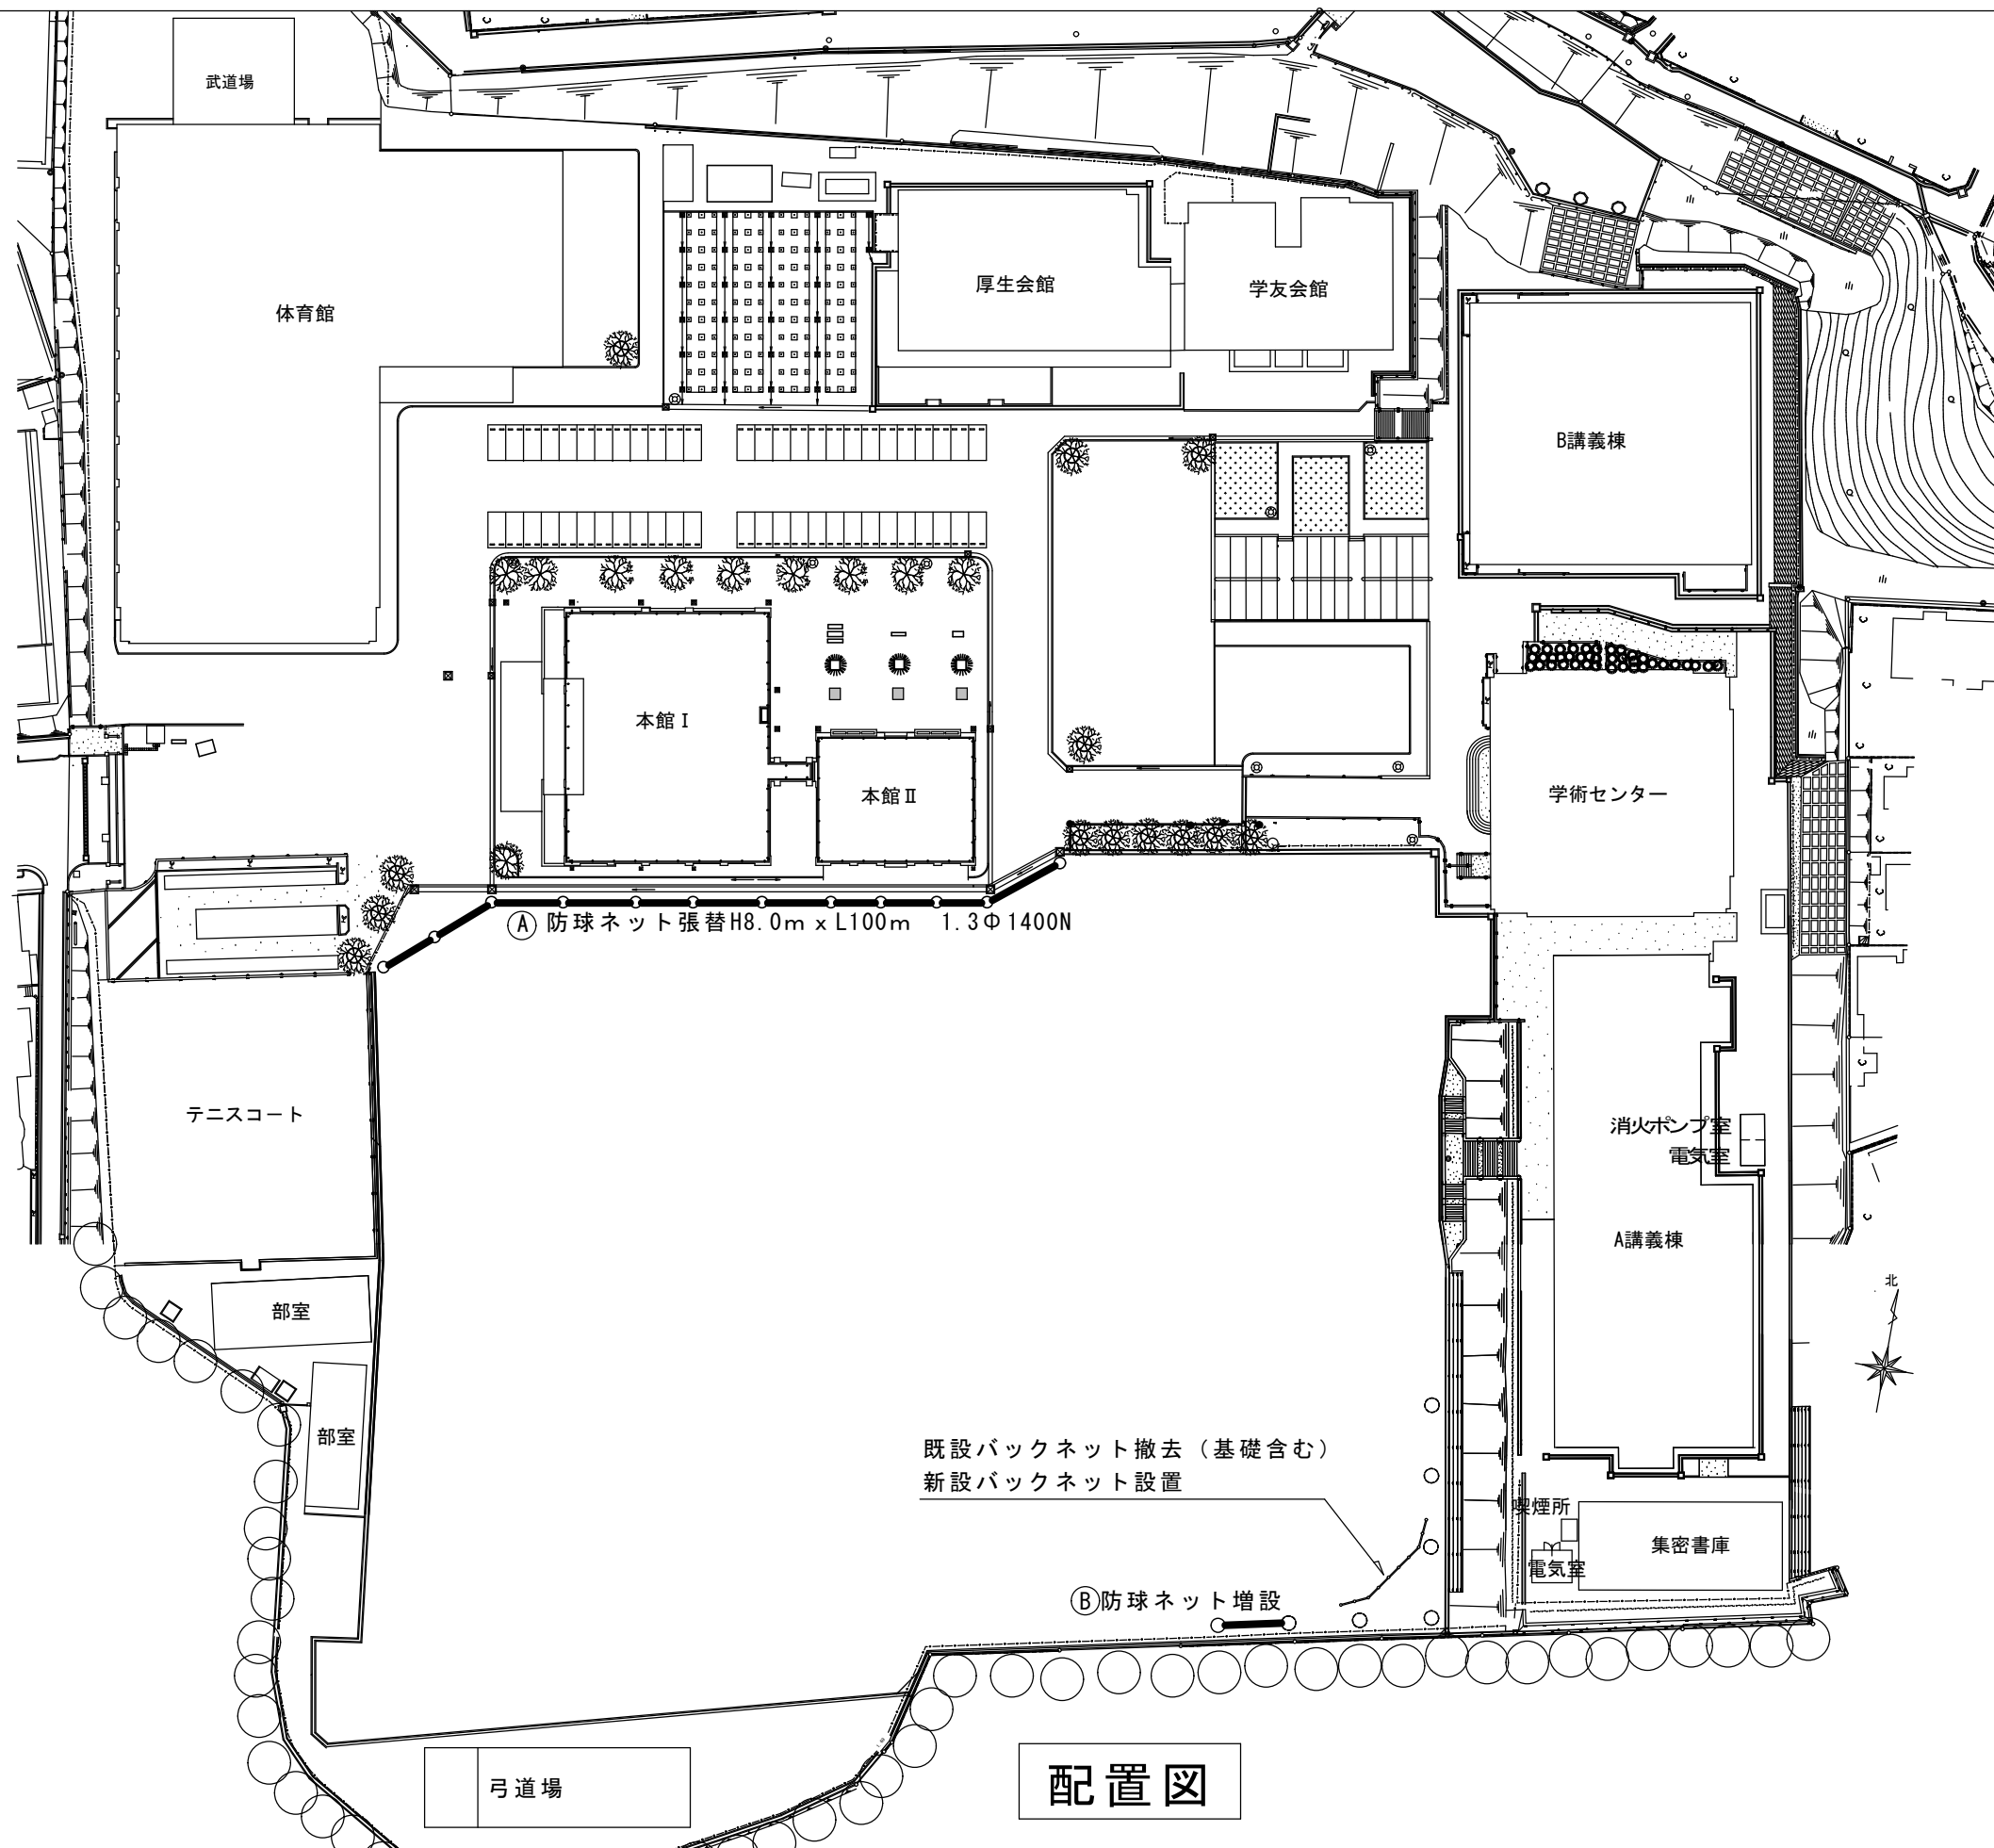 武道場
体育館
厚生会館
学友会館
B講義棟
本館Ⅰ
本館Ⅱ
学術センター
Ⓐ 防球ネット張替H8.0m x L100m 1.3Φ1400N
テニスコート
消火ポンプ室
電気室
A講義棟
北
部室
部室
既設バックネット撤去（基礎含む）
新設バックネット設置
喫煙所
集密書庫
電気室
Ⓑ防球ネット増設
弓道場
配置図